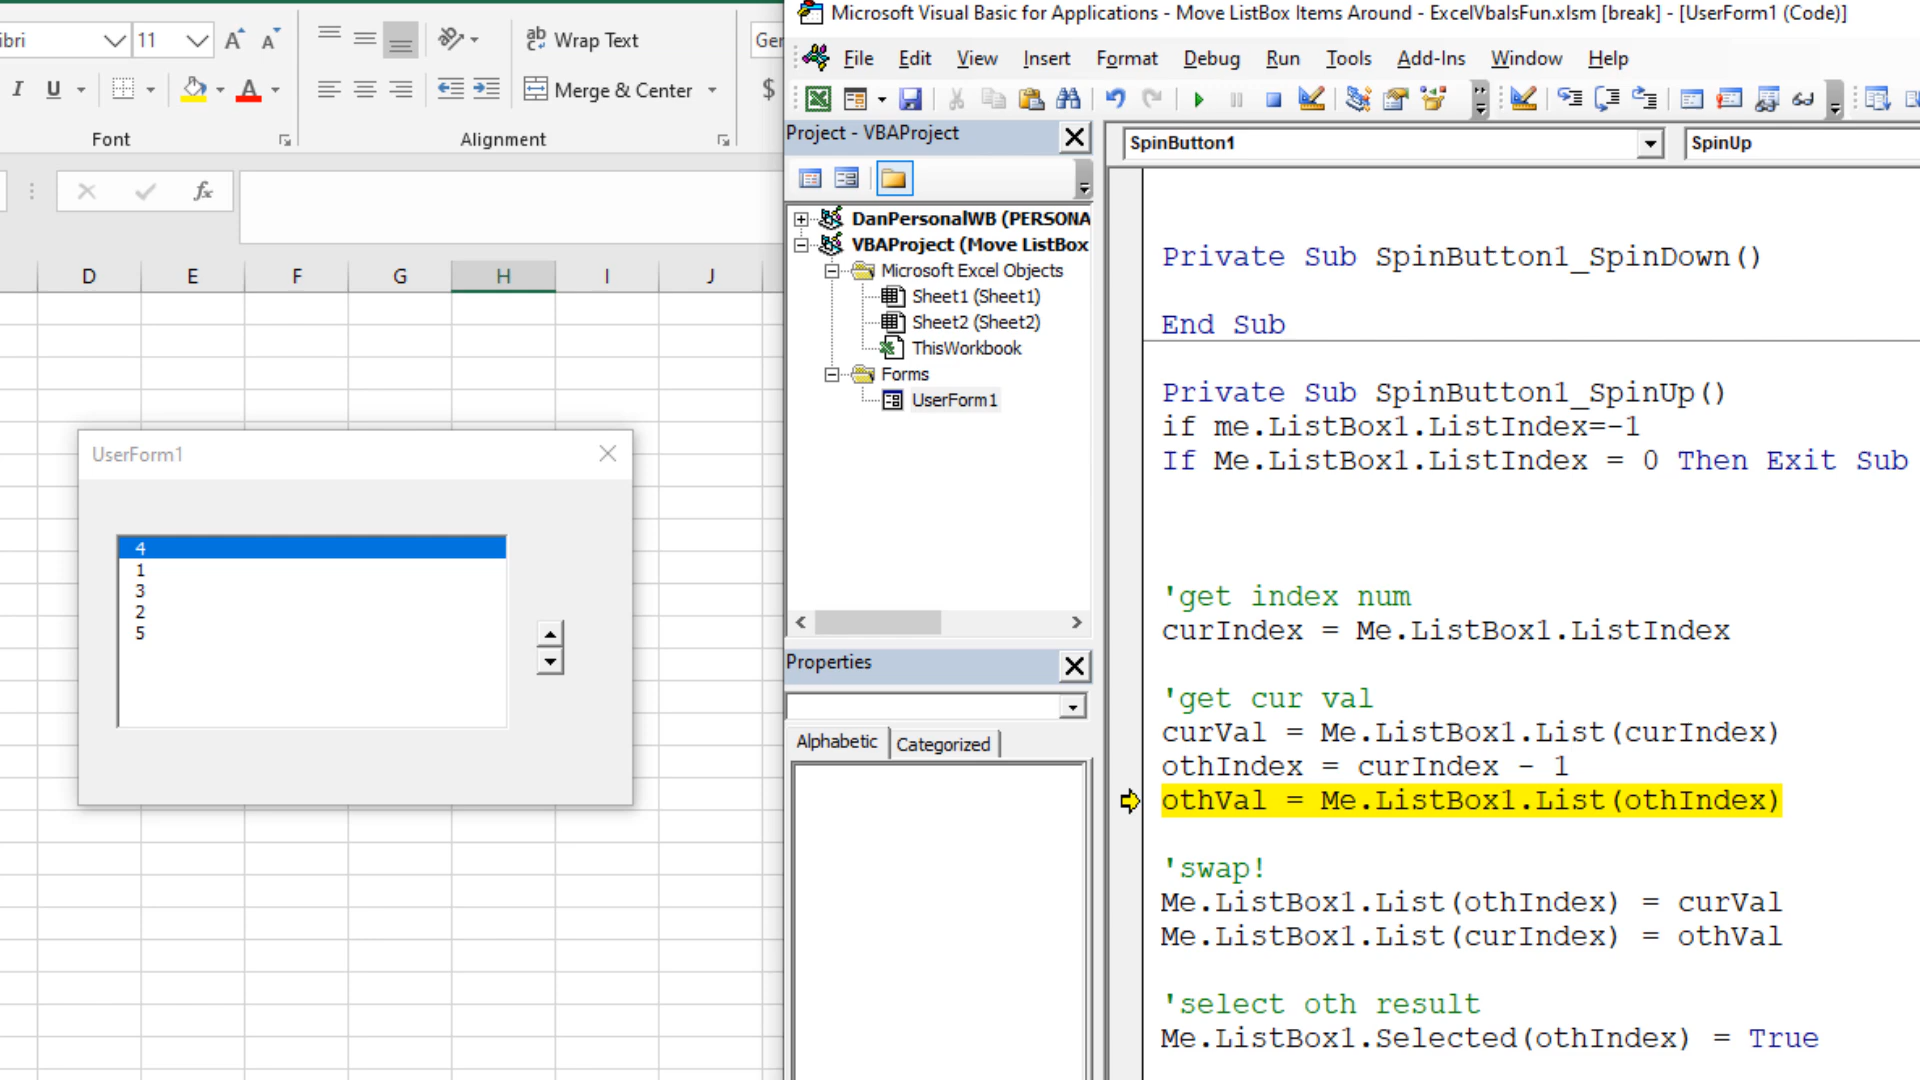 Microsoft Visual Basic for Applications - Move ListBox Items Around - ExcelVbaIsFun.xlsm [break] - [UserForm1 (Code)]
11
Wrap Text
File Edit View Insert Format Debug Run Tools Add-Ins Window Help
I U A
Merge & Center
$
Font
Alignment
Project - VBAProject
SpinButton1
SpinUp
fx
DanPersonalWB (PERSONA
VBAProject (Move ListBox
Microsoft Excel Objects
Sheet1 (Sheet1)
Sheet2 (Sheet2)
ThisWorkbook
Forms
UserForm1
D E F G H I J
UserForm1
4
1
3
2
5
Properties
Alphabetic
Categorized
Private Sub SpinButton1_SpinDown()
End Sub
Private Sub SpinButton1_SpinUp()
if me.ListBox1.ListIndex=-1
If Me.ListBox1.ListIndex = 0 Then Exit Sub
'get index num
curIndex = Me.ListBox1.ListIndex
'get cur val
curVal = Me.ListBox1.List(curIndex)
othIndex = curIndex - 1
othVal = Me.ListBox1.List(othIndex)
'swap!
Me.ListBox1.List(othIndex) = curVal
Me.ListBox1.List(curIndex) = othVal
'select oth result
Me.ListBox1.Selected(othIndex) = True